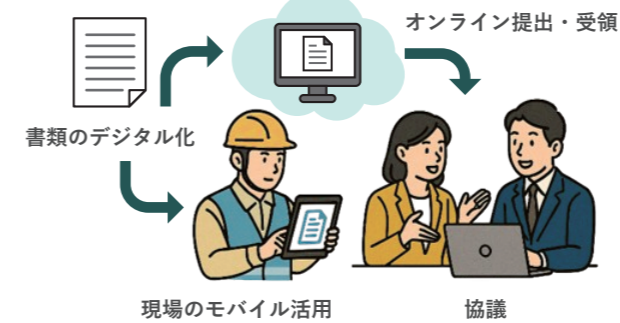 オンライン提出・受領
書類のデジタル化
現場のモバイル活用
協議